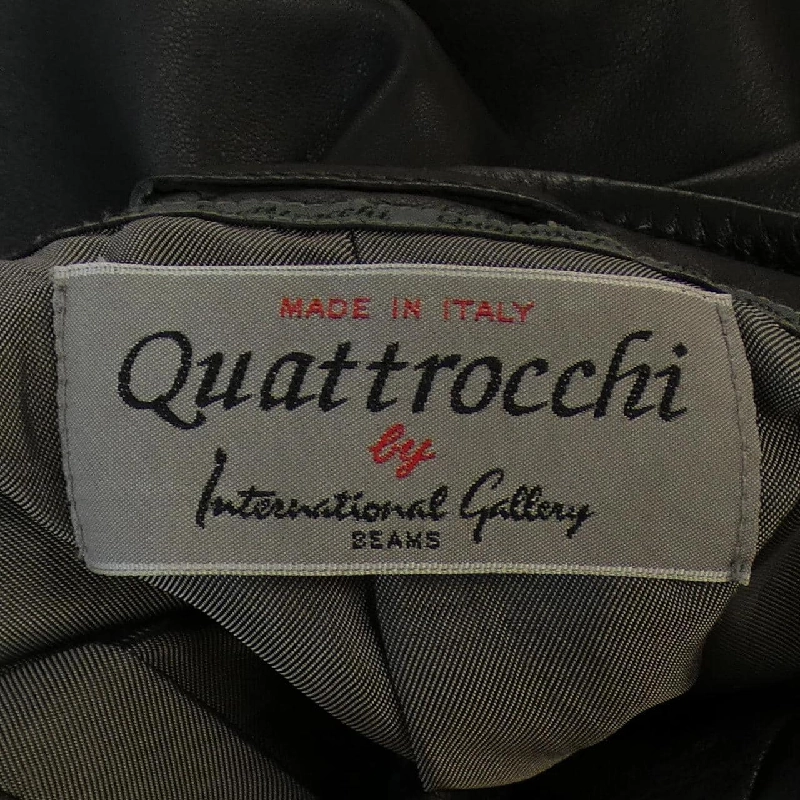 MADE IN ITALY
Quattrocchi
by
International Gallery
BEAMS